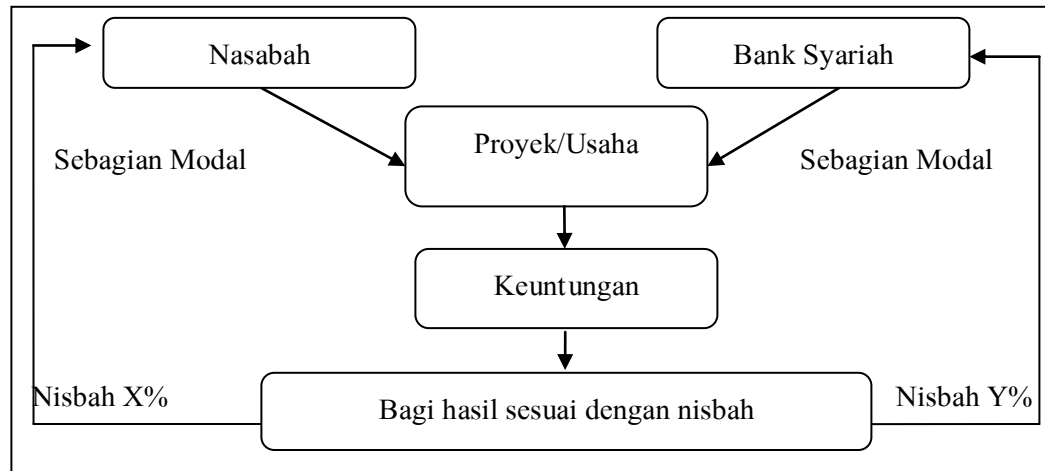 Nasabah
Bank Syariah
Proyek/Usaha
Sebagian Modal
Sebagian Modal
Keuntungan
Nisbah X%
Bagi hasil sesuai dengan nisbah
Nisbah Y%